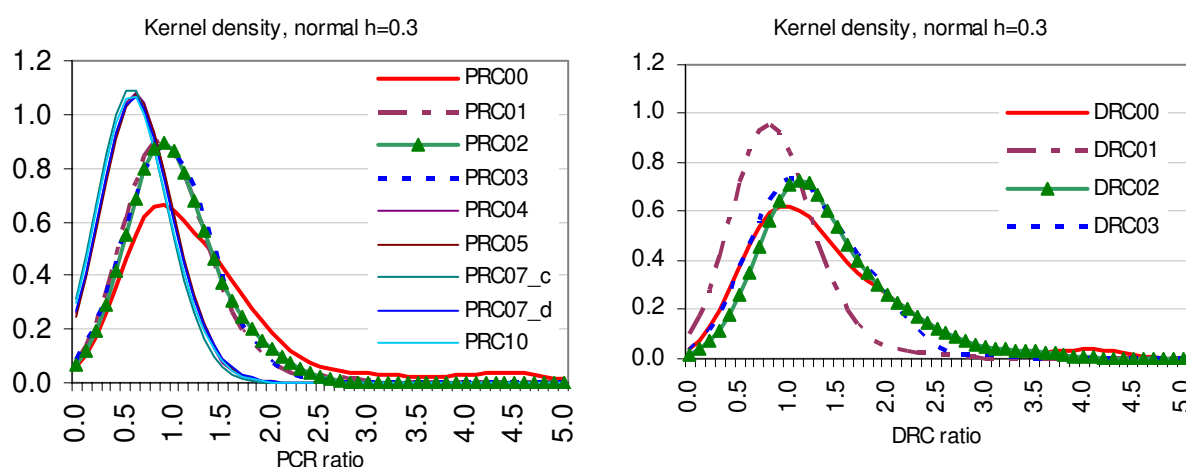 Kernel density, normal h=0.3
1.2
1.0
0.8
0.6
0.4
0.2
0.0
PRC00
PRC01
PRC02
PRC03
PRC04
PRC05
PRC07_c
PRC07_d
PRC10
0.0
0.5
1.0
1.5
2.0
2.5
3.0
3.5
4.0
4.5
5.0
PCR ratio
Kernel density, normal h=0.3
1.2
1.0
0.8
0.6
0.4
0.2
0.0
DRC00
DRC01
DRC02
DRC03
0.0
0.5
1.0
1.5
2.0
2.5
3.0
3.5
4.0
4.5
5.0
DRC ratio